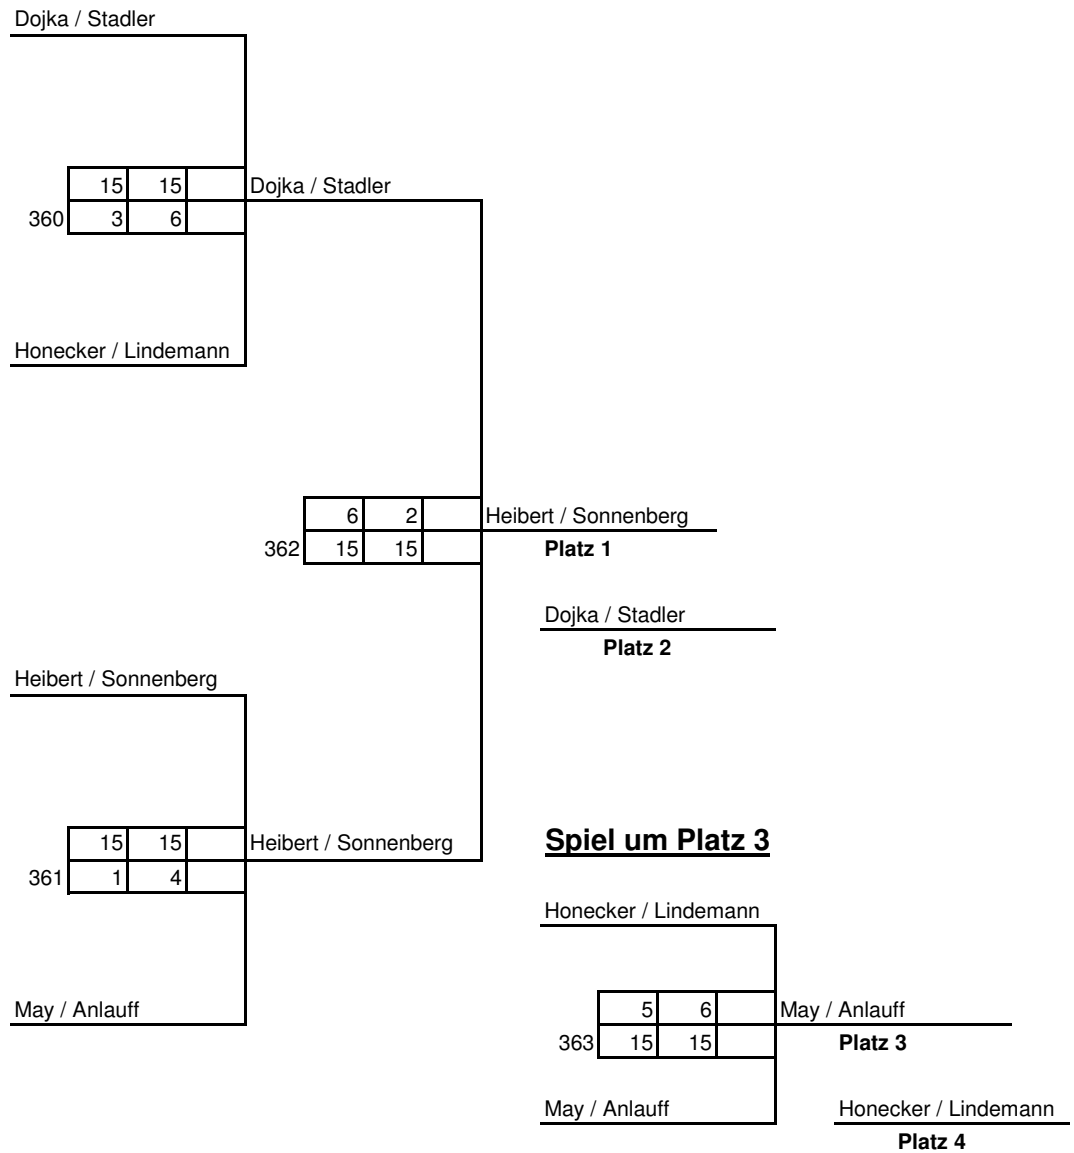 Dojka / Stadler
15 15 Dojka / Stadler
360 3 6
Honecker / Lindemann
6 2 Heibert / Sonnenberg
362 15 15 Platz 1
Dojka / Stadler
Platz 2
Heibert / Sonnenberg
15 15 Heibert / Sonnenberg
361 1 4
May / Anlauff
Spiel um Platz 3
Honecker / Lindemann
5 6 May / Anlauff
363 15 15 Platz 3
May / Anlauff
Honecker / Lindemann
Platz 4